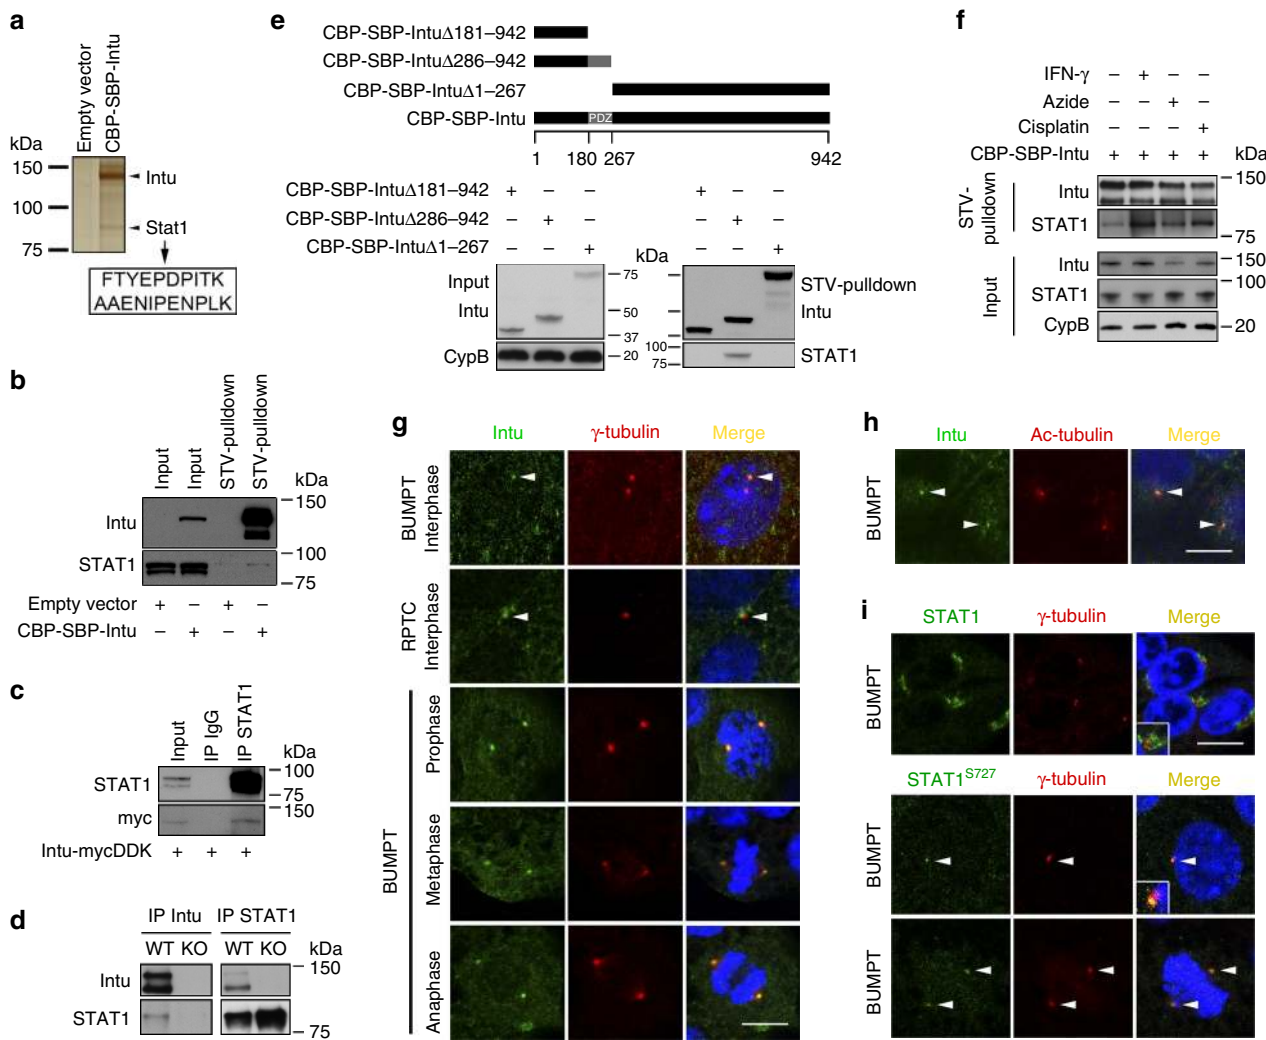 a
Empty vector
CBP-SBP-Intu
kDa
150
100
75
Intu
Stat1
FTYEPDPITK
AAENIPENPLK
b
Input
Input
STV-pulldown
STV-pulldown
kDa
Intu
150
STAT1
100
75
Empty vector + – + –
CBP-SBP-Intu – + – +
c
Input
IP IgG
IP STAT1
kDa
STAT1
100
75
myc
150
Intu-mycDDK + + +
d
IP Intu IP STAT1
WT KO WT KO kDa
Intu
150
STAT1
75
e
CBP-SBP-IntuΔ181–942
CBP-SBP-IntuΔ286–942
CBP-SBP-IntuΔ1–267
CBP-SBP-Intu
PDZ
1 180 267 942
CBP-SBP-IntuΔ181–942 + – – + – –
CBP-SBP-IntuΔ286–942 – + – – + –
CBP-SBP-IntuΔ1–267 – – + – – +
kDa
Input
Intu
75
50
37
STV-pulldown
Intu
CypB
20
100
75
STAT1
f
IFN-γ – + – –
Azide – – + –
Cisplatin – – – +
CBP-SBP-Intu + + + + kDa
STV-pulldown
Intu
150
STAT1
75
Input
Intu
150
STAT1
100
CypB
20
g
Intu γ-tubulin Merge
BUMPT
Interphase
RPTC
Interphase
BUMPT
Prophase
Metaphase
Anaphase
h
Intu Ac-tubulin Merge
BUMPT
i
STAT1 γ-tubulin Merge
BUMPT
STAT1S727 γ-tubulin Merge
BUMPT
BUMPT